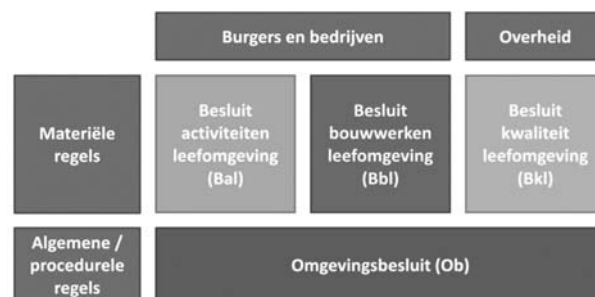 Burgers en bedrijven
Overheid
Materiële
regels
Besluit
activiteiten
leefomgeving
(Bal)
Besluit
bouwwerken
leefomgeving
(Bbl)
Besluit
kwaliteit
leefomgeving
(Bkl)
Algemene /
procedurele
regels
Omgevingsbesluit (Ob)